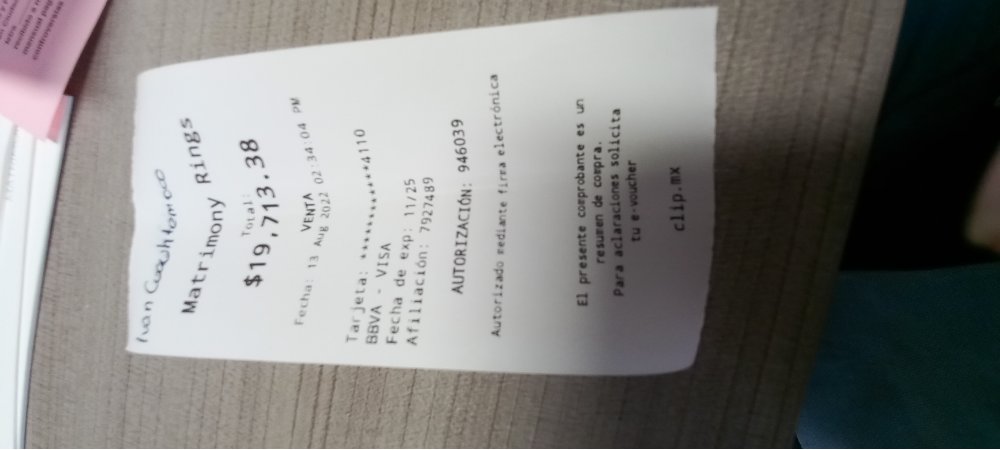 Ivan Cuauhtemoc
Matrimony Rings
Total:
$19,713.38
VENTA
Fecha: 13 Aug 2022 02:34:04 PM
Tarjeta: ************4110
BBVA - VISA
Fecha de exp: 11/25
Afiliación: 7927489
AUTORIZACIÓN: 946039
Autorizado mediante firma electrónica
El presente comprobante es un
resumen de compra.
Para aclaraciones solicita
tu e-voucher
clip.mx